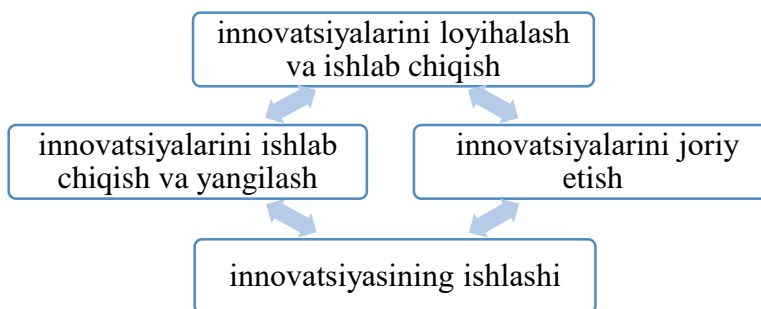 innovatsiyalarini loyihalash
va ishlab chiqish
innovatsiyalarini ishlab
chiqish va yangilash
innovatsiyalarini joriy
etish
innovatsiyasining ishlashi